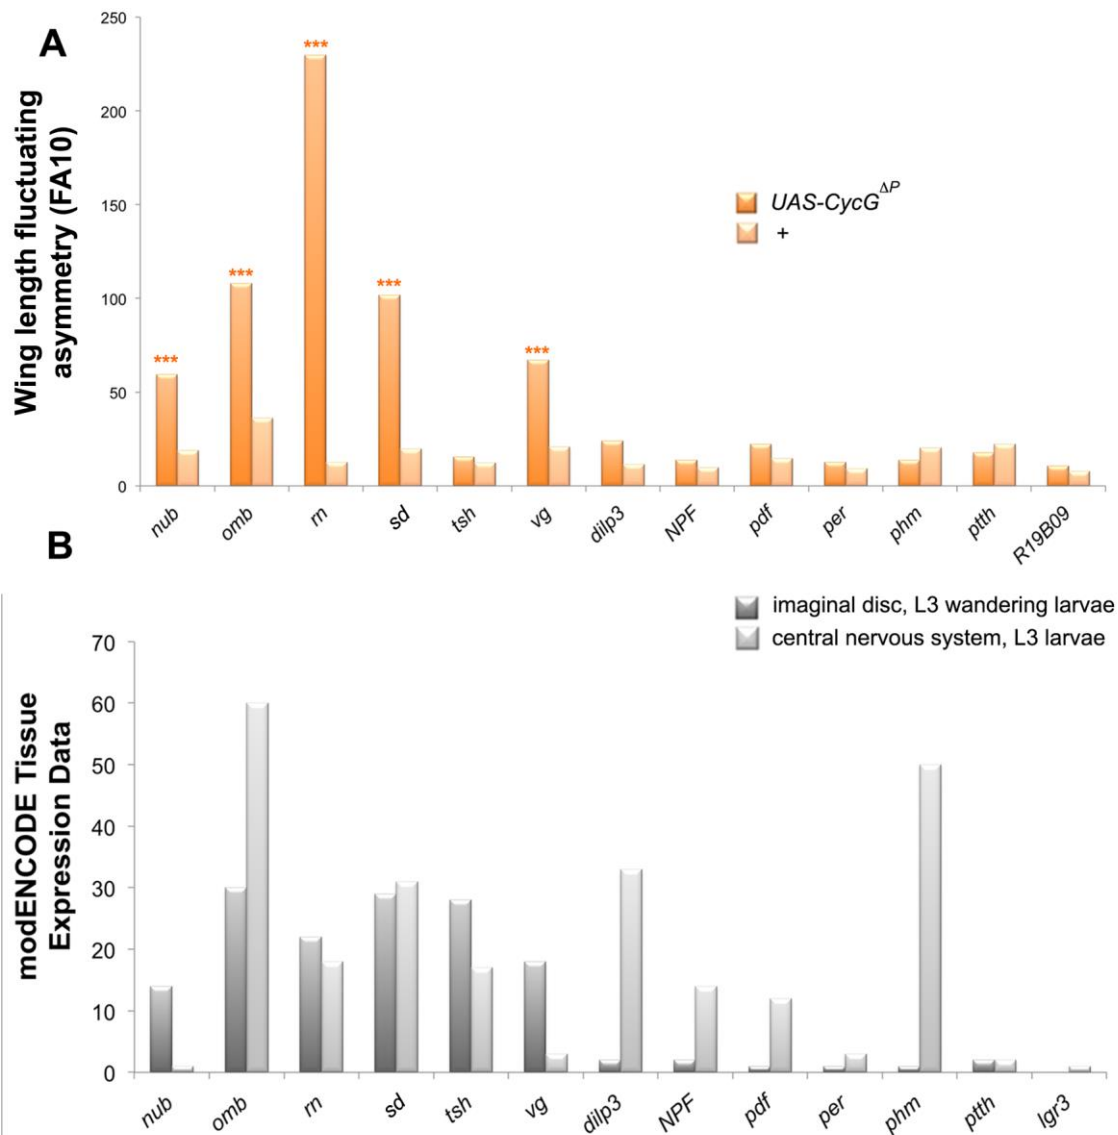 A
Wing length fluctuating
asymmetry (FA10)
250
200
150
100
50
0
***
***
***
***
***
UAS-CycG^ΔP
+
nub
omb
rn
sd
tsh
vg
dilp3
NPF
pdf
per
phm
ptth
R19B09
B
imaginal disc, L3 wandering larvae
central nervous system, L3 larvae
modENCODE Tissue
Expression Data
70
60
50
40
30
20
10
0
nub
omb
rn
sd
tsh
vg
dilp3
NPF
pdf
per
phm
ptth
lgr3